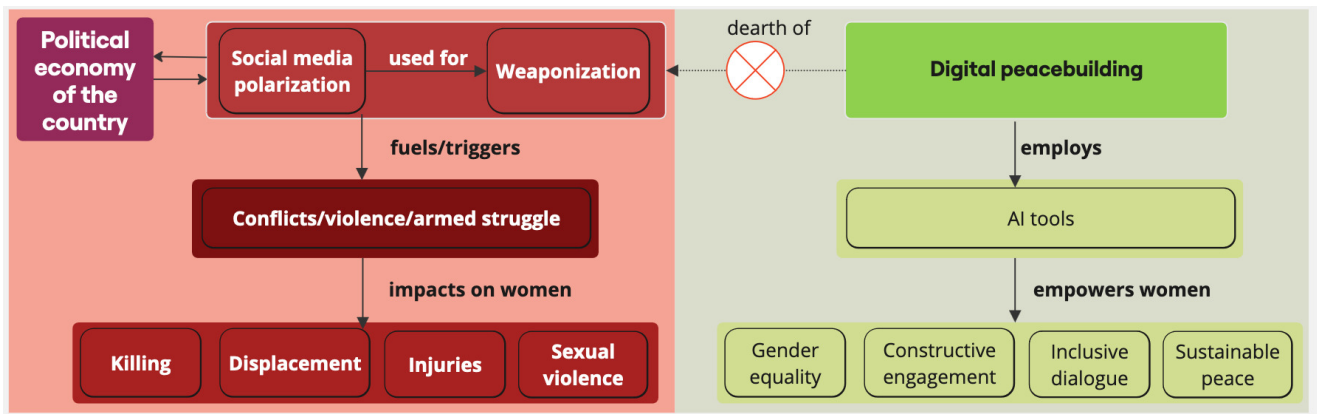 Political
economy
of the
country
Social media
polarization
used for
Weaponization
dearth of
Digital peacebuilding
fuels/triggers
employs
Conflicts/violence/armed struggle
AI tools
impacts on women
empowers women
Killing
Displacement
Injuries
Sexual
violence
Gender
equality
Constructive
engagement
Inclusive
dialogue
Sustainable
peace